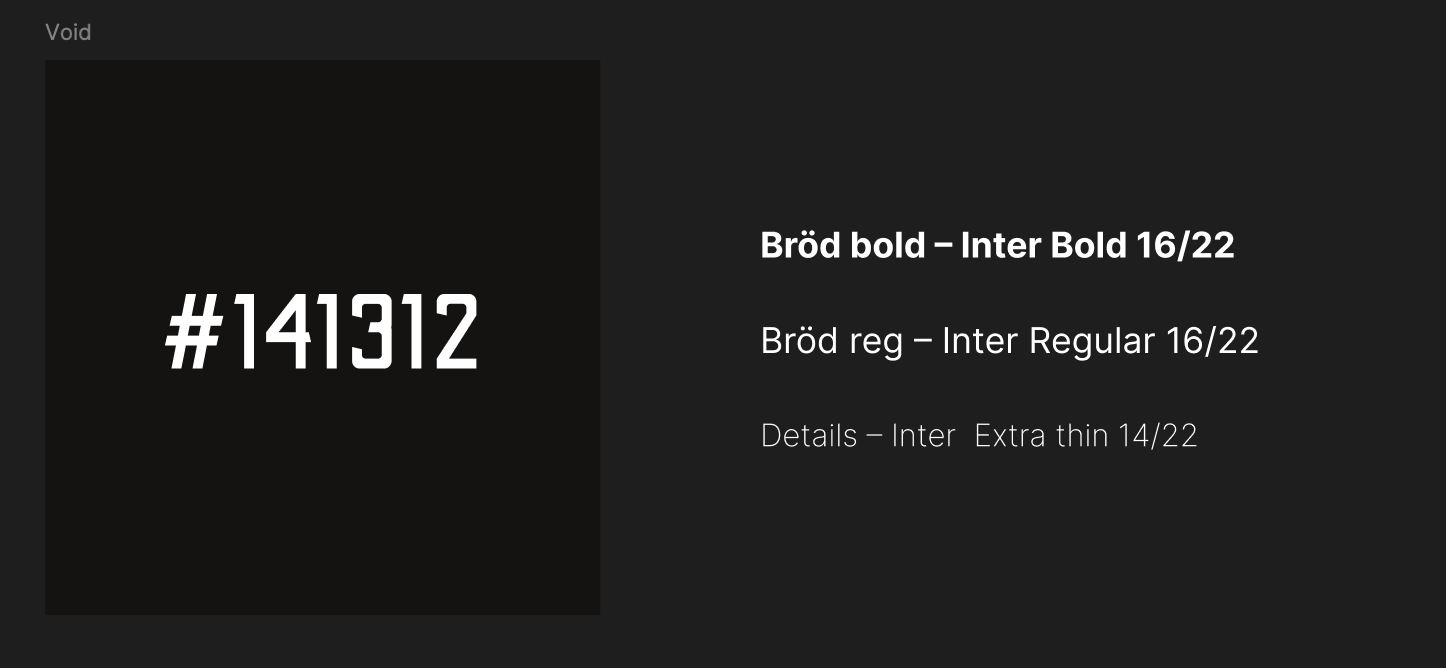 Void
#141312
Bröd bold – Inter Bold 16/22
Bröd reg – Inter Regular 16/22
Details – Inter  Extra thin 14/22